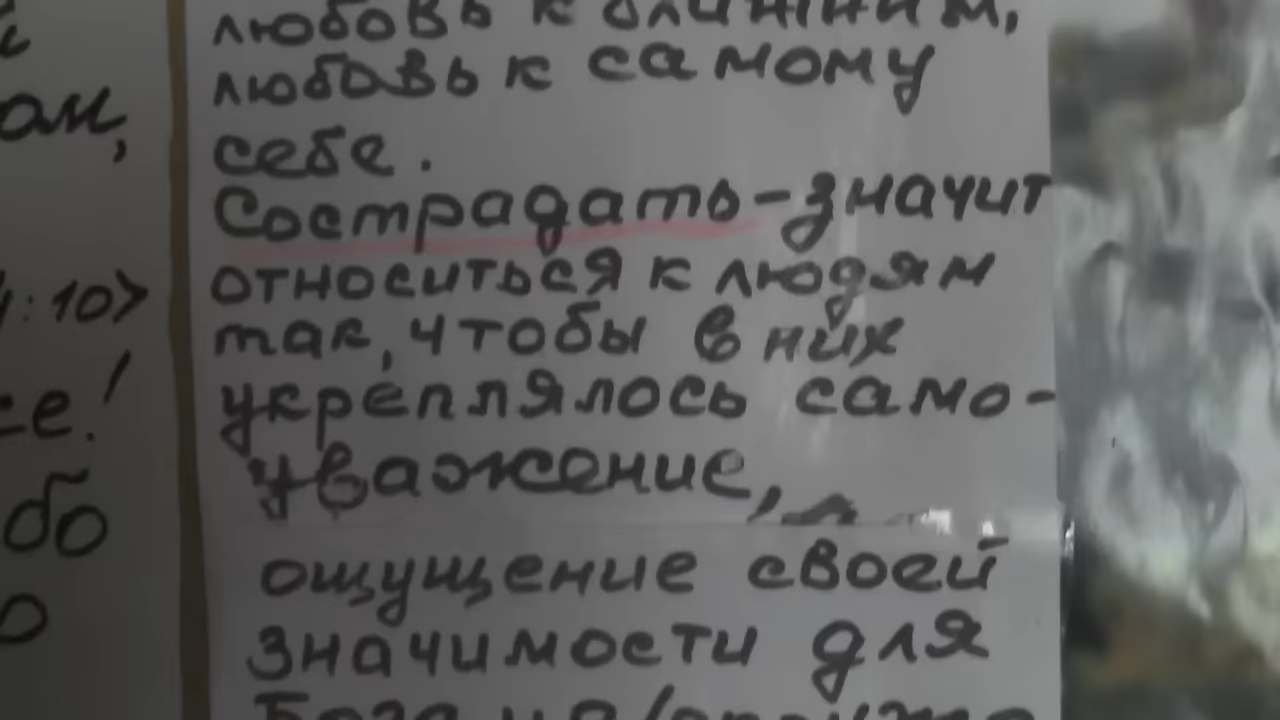 любовь к ближним,
любовь к самому
себе.
Сострадать - значит
относиться к людям
так, чтобы в них
укреплялось само-
уважение,
ощущение своей
значимости для
:10>